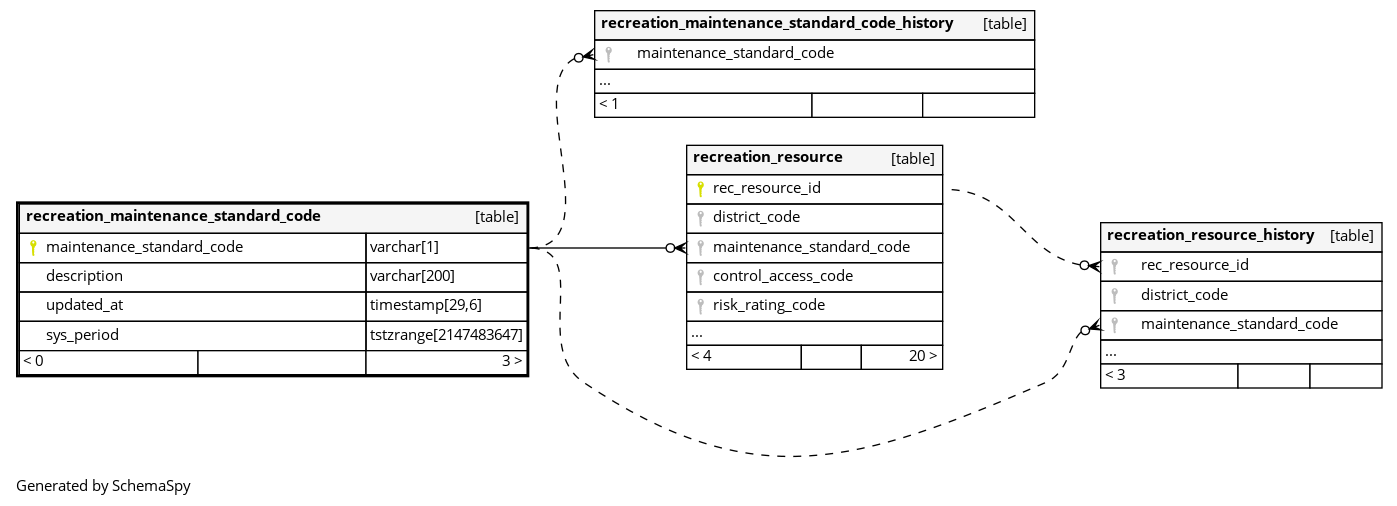 recreation_maintenance_standard_code_history [table]
maintenance_standard_code
...
< 1
recreation_resource [table]
rec_resource_id
district_code
maintenance_standard_code
control_access_code
risk_rating_code
...
< 4 20 >
recreation_maintenance_standard_code [table]
maintenance_standard_code varchar[1]
description varchar[200]
updated_at timestamp[29,6]
sys_period tstzrange[2147483647]
< 0 3 >
recreation_resource_history [table]
rec_resource_id
district_code
maintenance_standard_code
...
< 3
Generated by SchemaSpy